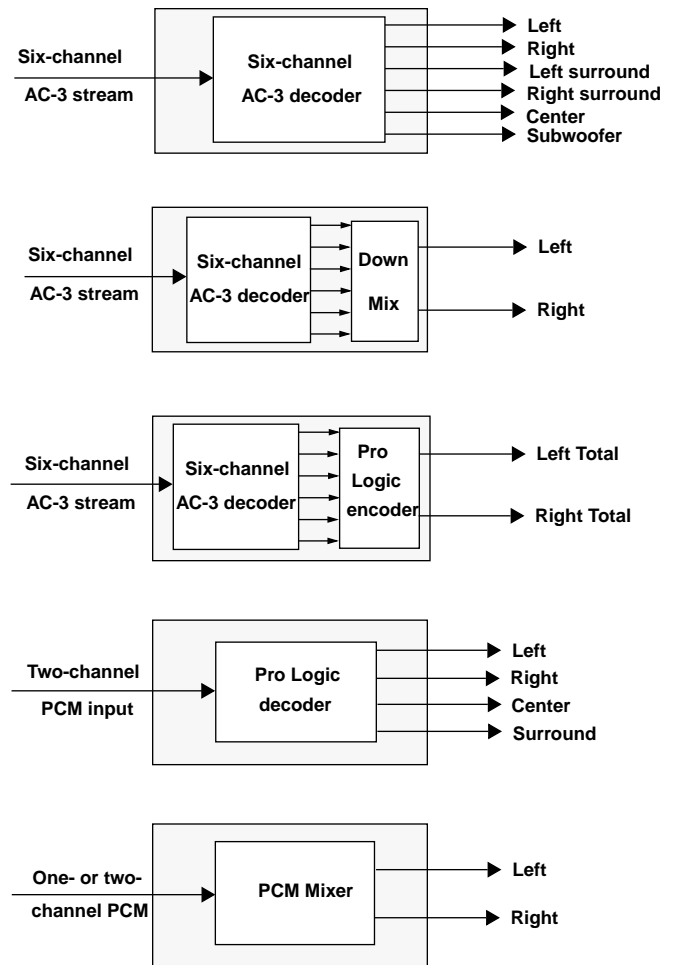 Six-channel
AC-3 stream
Six-channel
AC-3 decoder
Left
Right
Left surround
Right surround
Center
Subwoofer
Six-channel
AC-3 stream
Six-channel
AC-3 decoder
Down
Mix
Left
Right
Six-channel
AC-3 stream
Six-channel
AC-3 decoder
Pro
Logic
encoder
Left Total
Right Total
Two-channel
PCM input
Pro Logic
decoder
Left
Right
Center
Surround
One- or two-
channel PCM
PCM Mixer
Left
Right